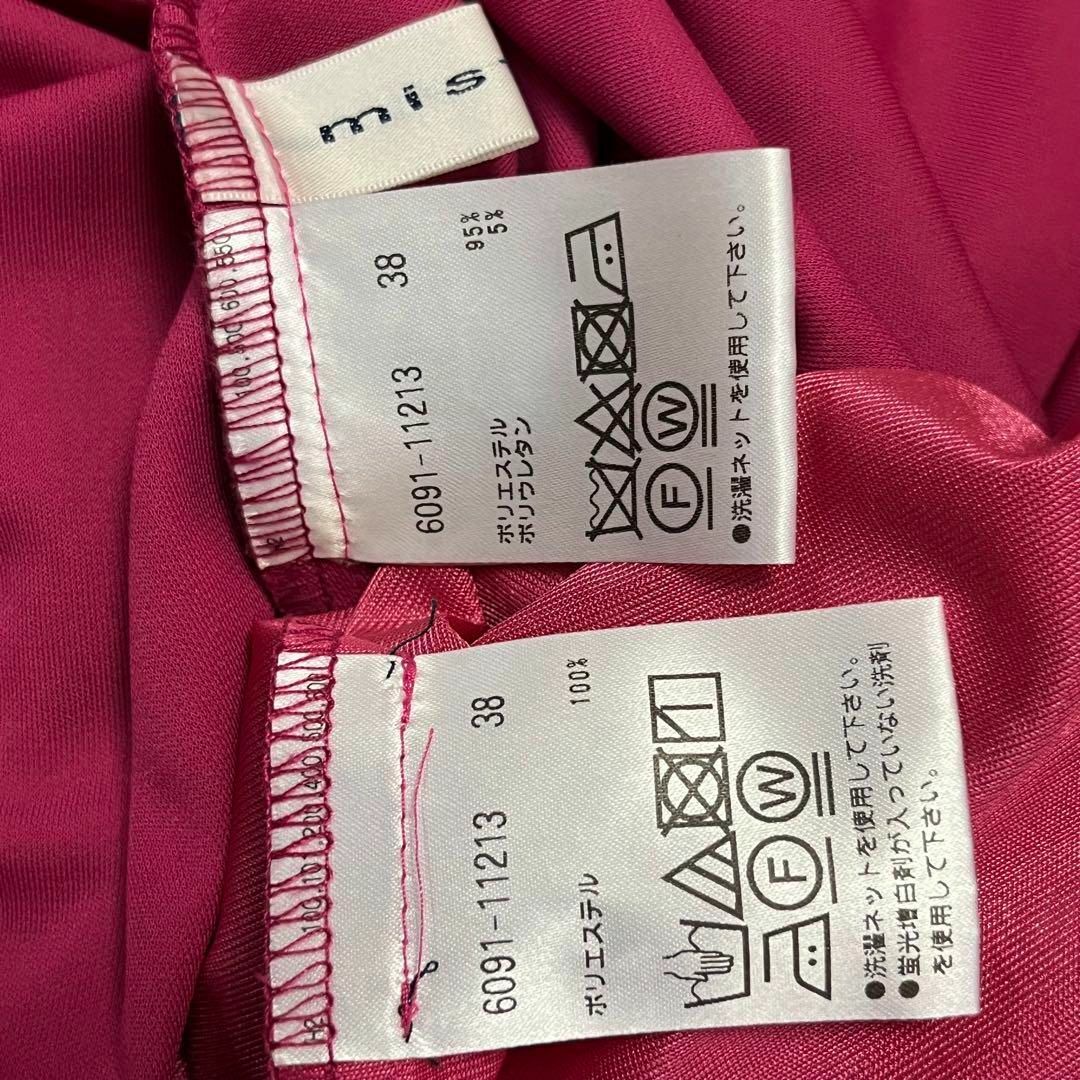 mis
6091-11213 38
ポリエステル 95%
ポリウレタン 5%
F W
●洗濯ネットを使用して下さい。
H2
6091-11213 38
ポリエステル 100%
F W
●洗濯ネットを使用して下さい。
●蛍光増白剤が入っていない洗剤
を使用して下さい。
H2